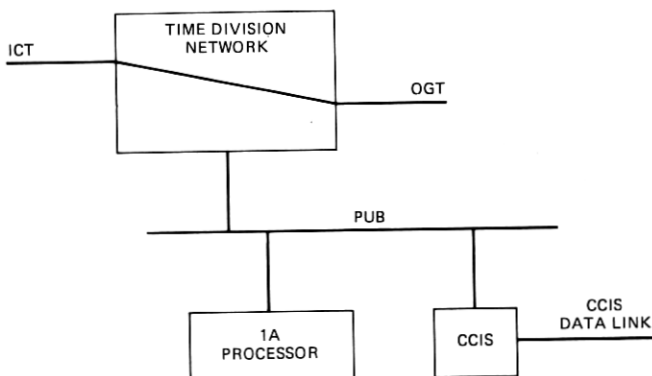 TIME DIVISION
NETWORK
ICT
OGT
PUB
1A
PROCESSOR
CCIS
CCIS
DATA LINK